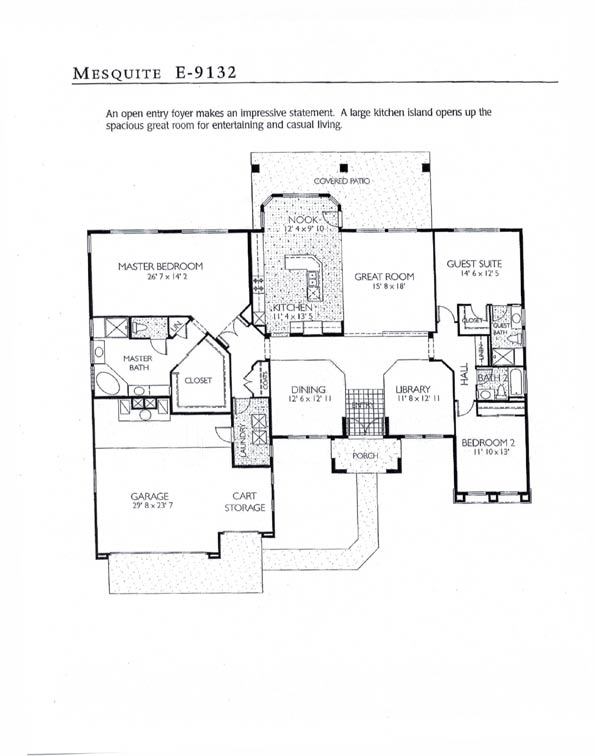 MESQUITE E-9132
An open entry foyer makes an impressive statement. A large kitchen island opens up the
spacious great room for entertaining and casual living.
COVERED PATIO
NOOK
12' 4 x 9' 10
MASTER BEDROOM
26' 7 x 14' 2
GREAT ROOM
15' 8 x 18'
GUEST SUITE
14' 6 x 12' 5
KITCHEN
11' 4 x 13' 5
CLOSET
GUEST
BATH
LIN
LINEN
MASTER
BATH
CLOSET
COATS
DINING
12' 6 x 12' 11
LIBRARY
11' 8 x 12' 11
HALL
BATH 2
ENTRY
LAUNDRY
PORCH
BEDROOM 2
11' 10 x 13'
GARAGE
29' 8 x 23' 7
CART
STORAGE